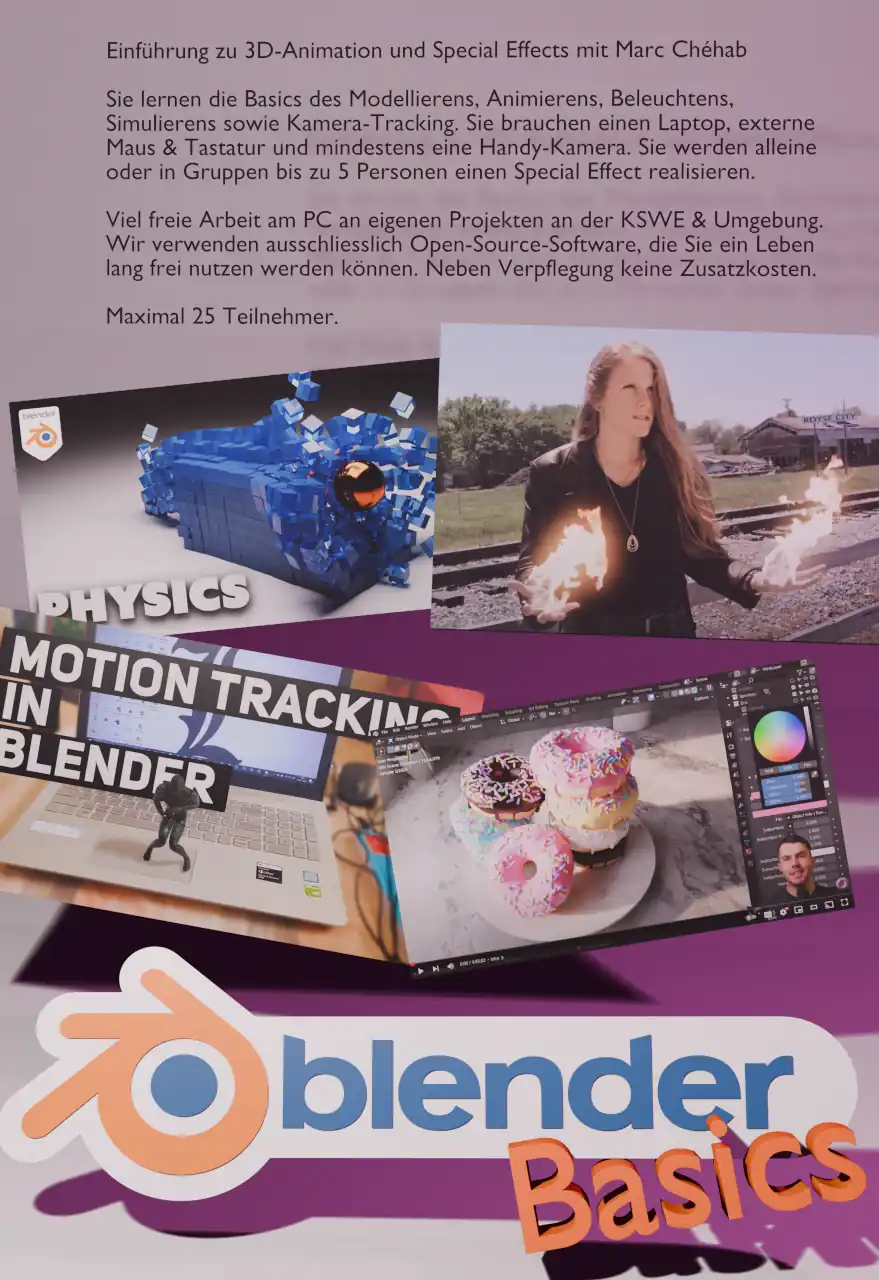 Einführung zu 3D-Animation und Special Effects mit Marc Chéhab
Sie lernen die Basics des Modellierens, Animierens, Beleuchtens,
Simulierens sowie Kamera-Tracking. Sie brauchen einen Laptop, externe
Maus & Tastatur und mindestens eine Handy-Kamera. Sie werden alleine
oder in Gruppen bis zu 5 Personen einen Special Effect realisieren.
Viel freie Arbeit am PC an eigenen Projekten an der KSWE & Umgebung.
Wir verwenden ausschliesslich Open-Source-Software, die Sie ein Leben
lang frei nutzen werden können. Neben Verpflegung keine Zusatzkosten.
Maximal 25 Teilnehmer.
blender
ROYSE CITY
PHYSICS
MOTION TRACKING
IN
BLENDER
blender
Basics